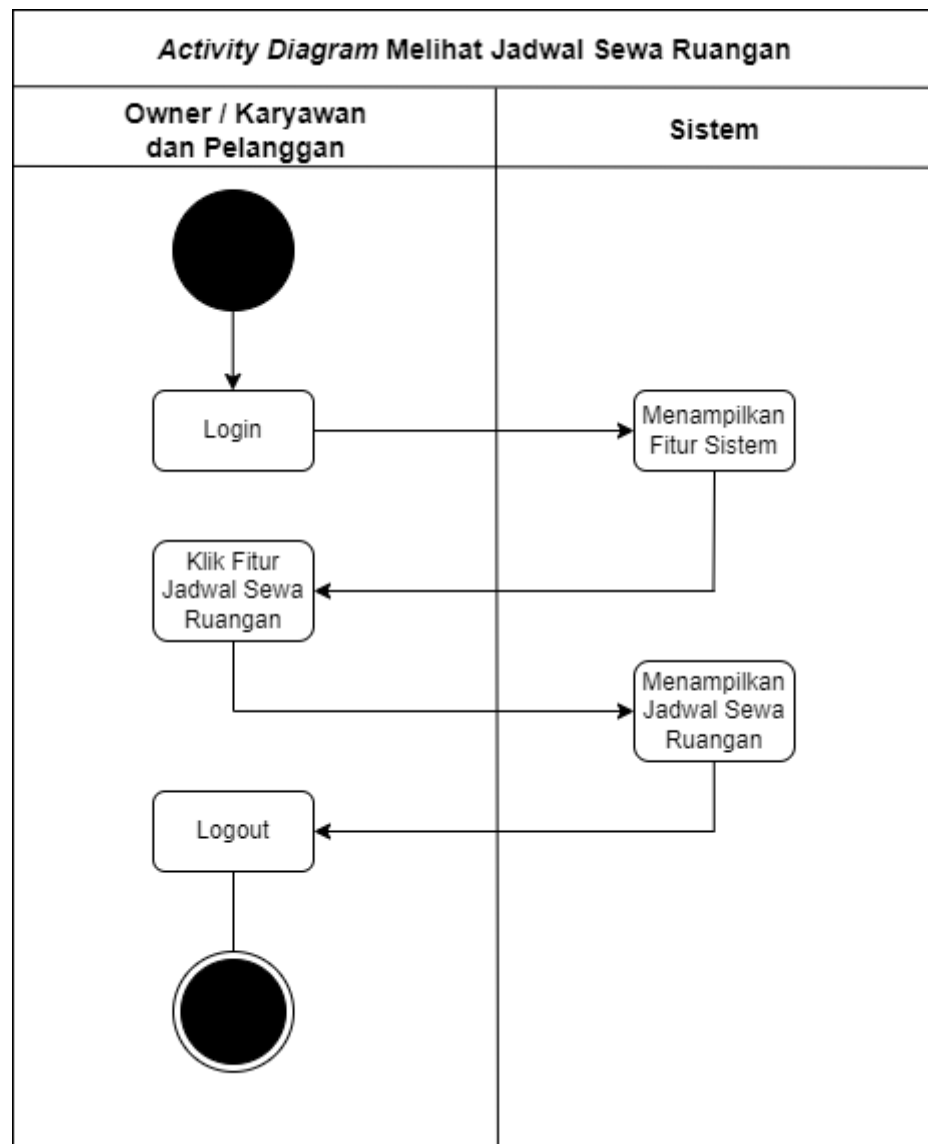 Activity Diagram Melihat Jadwal Sewa Ruangan
Owner / Karyawan
dan Pelanggan
Sistem
Login
Menampilkan
Fitur Sistem
Klik Fitur
Jadwal Sewa
Ruangan
Menampilkan
Jadwal Sewa
Ruangan
Logout